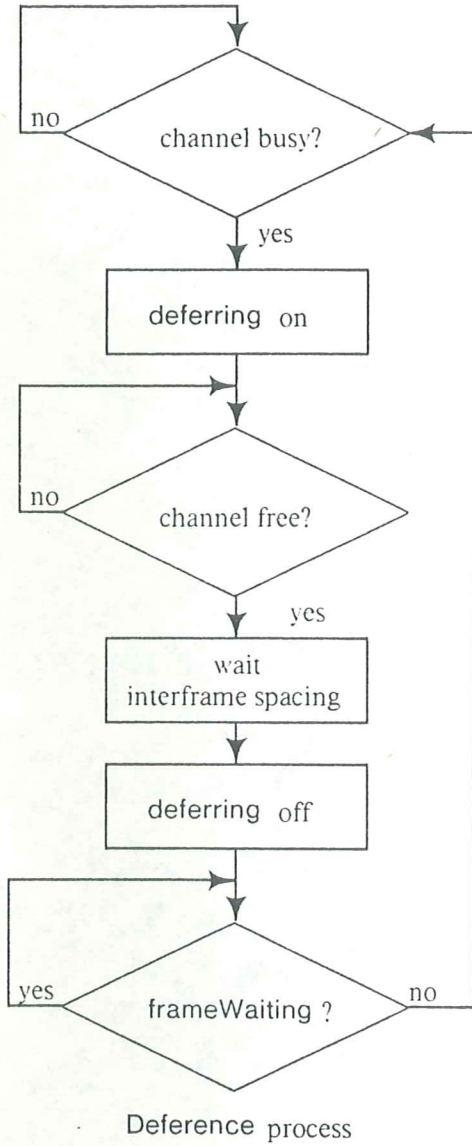 no
channel busy?
yes
deferring on
no
channel free?
yes
wait
interframe spacing
deferring off
yes
frameWaiting ?
no
Deference process